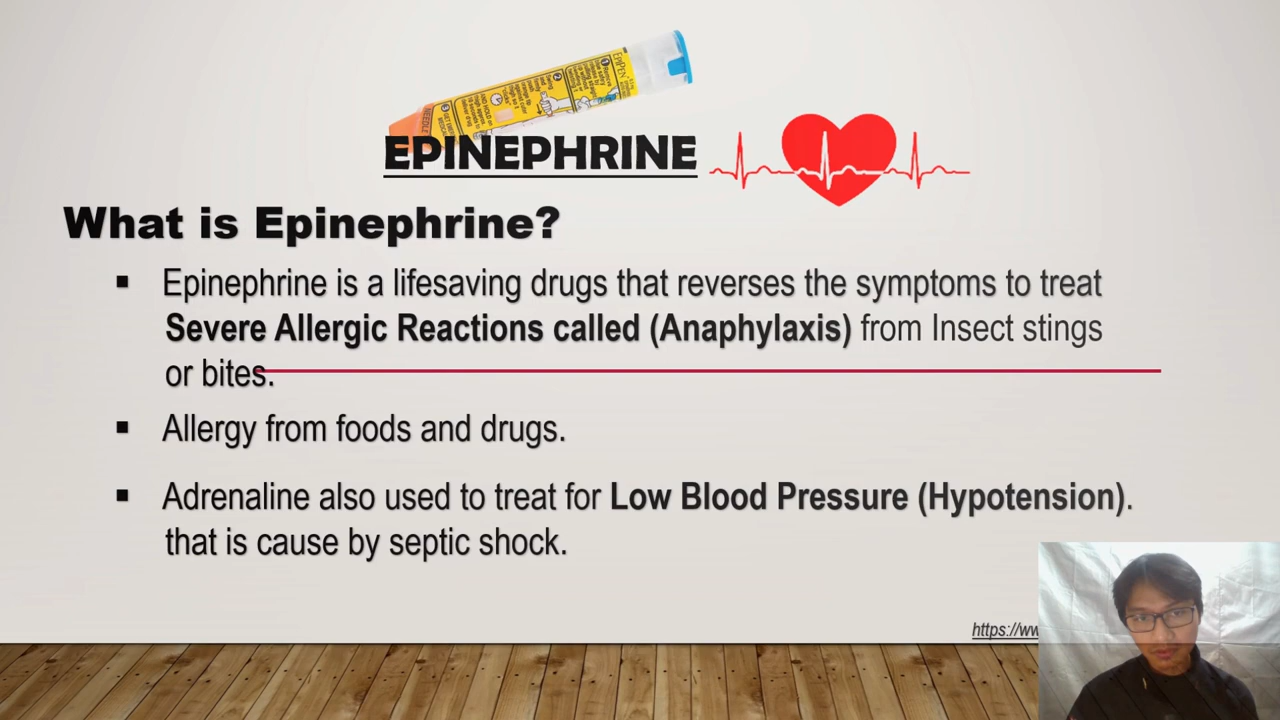 EPIPEN
NEEDLE
EPINEPHRINE
What is Epinephrine?
▪ Epinephrine is a lifesaving drugs that reverses the symptoms to treat
Severe Allergic Reactions called (Anaphylaxis) from Insect stings
or bites.
▪ Allergy from foods and drugs.
▪ Adrenaline also used to treat for Low Blood Pressure (Hypotension).
that is cause by septic shock.
https://ww